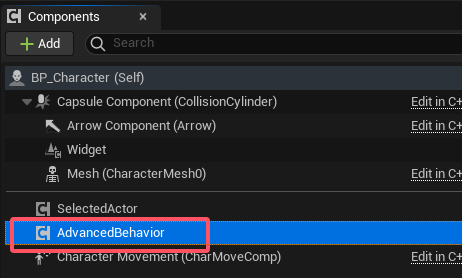 Components
Add
Search
BP_Character (Self)
Capsule Component (CollisionCylinder) Edit in C+
Arrow Component (Arrow) Edit in C+
Widget
Mesh (CharacterMesh0) Edit in C+
SelectedActor
AdvancedBehavior
Character Movement (CharMoveComp) Edit in C+